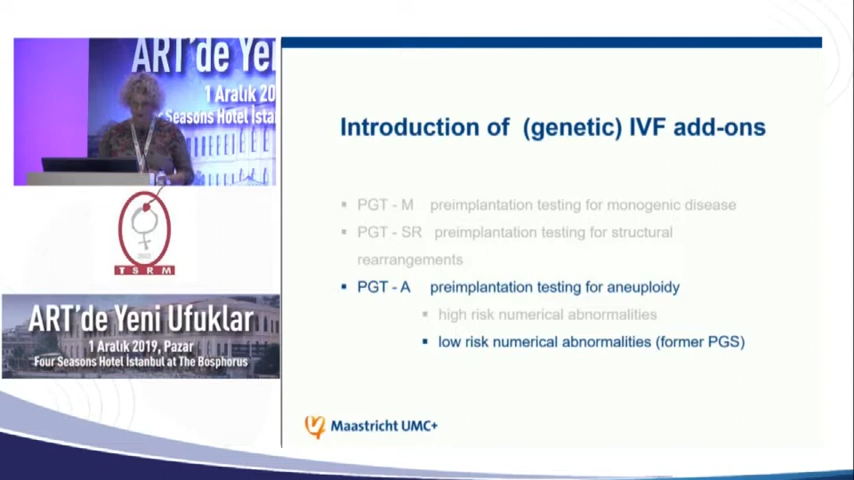 ART'de Yeni
1 Aralık 20
Seasons Hotel
TSRM
ART'de Yeni Ufuklar
1 Aralık 2019, Pazar
Four Seasons Hotel İstanbul at The Bosphorus
Introduction of (genetic) IVF add-ons
▪ PGT - M preimplantation testing for monogenic disease
▪ PGT - SR preimplantation testing for structural
rearrangements
▪ PGT - A preimplantation testing for aneuploidy
▪ high risk numerical abnormalities
▪ low risk numerical abnormalities (former PGS)
Maastricht UMC+